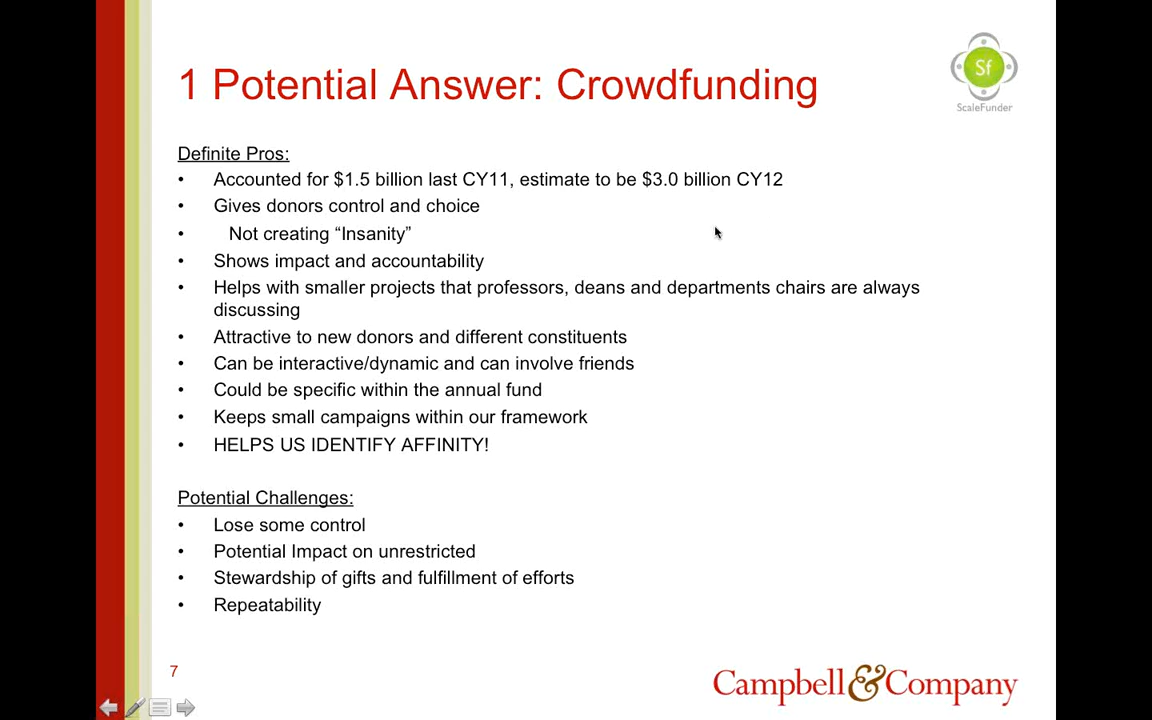 1 Potential Answer: Crowdfunding
Sf
ScaleFunder
Definite Pros:
• Accounted for $1.5 billion last CY11, estimate to be $3.0 billion CY12
• Gives donors control and choice
• Not creating “Insanity”
• Shows impact and accountability
• Helps with smaller projects that professors, deans and departments chairs are always
discussing
• Attractive to new donors and different constituents
• Can be interactive/dynamic and can involve friends
• Could be specific within the annual fund
• Keeps small campaigns within our framework
• HELPS US IDENTIFY AFFINITY!
Potential Challenges:
• Lose some control
• Potential Impact on unrestricted
• Stewardship of gifts and fulfillment of efforts
• Repeatability
7
Campbell&Company